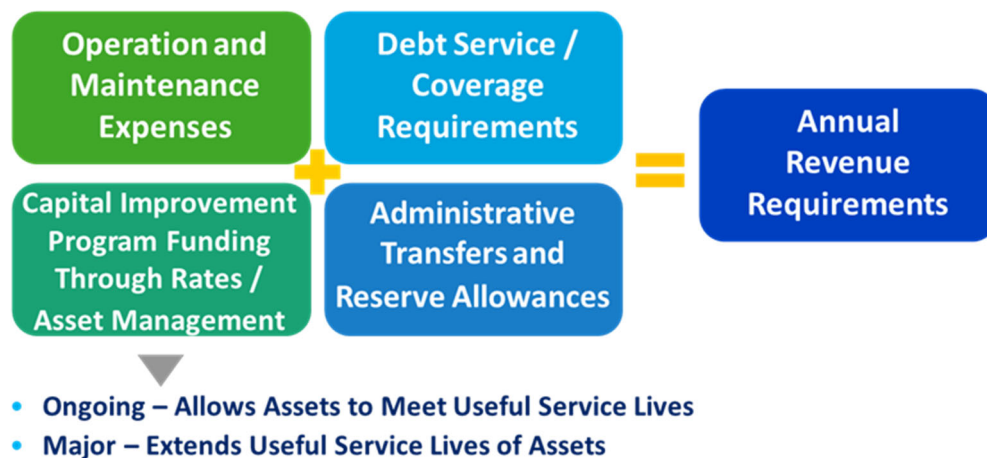 Operation and
Maintenance
Expenses
Debt Service /
Coverage
Requirements
Capital Improvement
Program Funding
Through Rates /
Asset Management
Administrative
Transfers and
Reserve Allowances
+
=
Annual
Revenue
Requirements
• Ongoing – Allows Assets to Meet Useful Service Lives
• Major – Extends Useful Service Lives of Assets